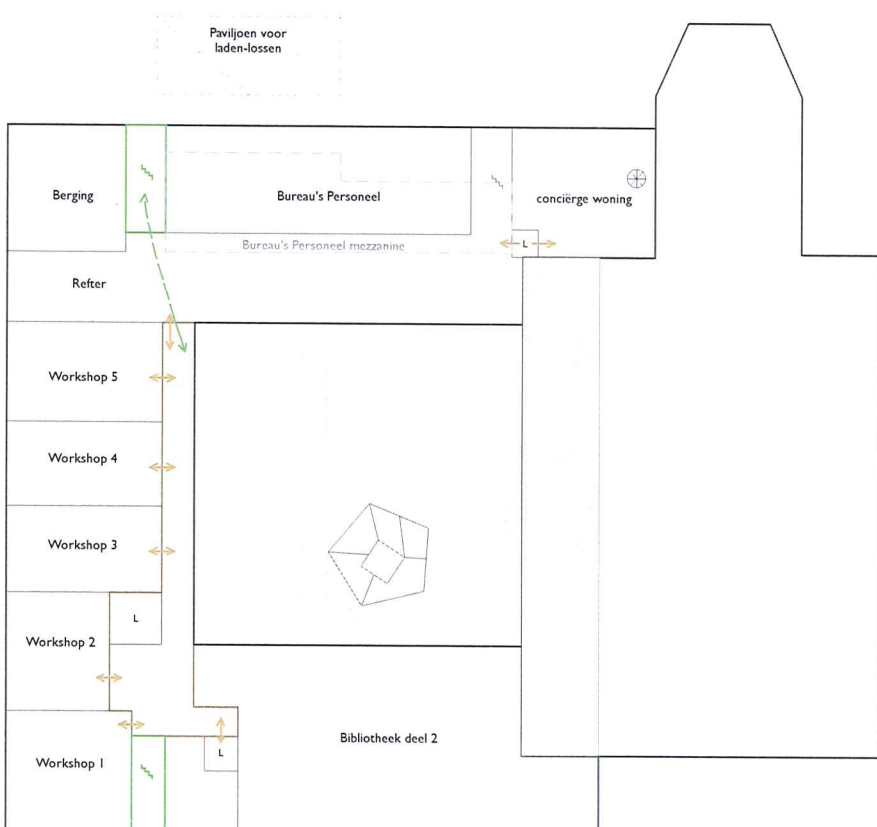 Paviljoen voor
laden-lossen
Berging
Bureau's Personeel
conciërge woning
Bureau's Personeel mezzanine
L
Refter
Workshop 5
Workshop 4
Workshop 3
L
Workshop 2
Bibliotheek deel 2
L
Workshop 1